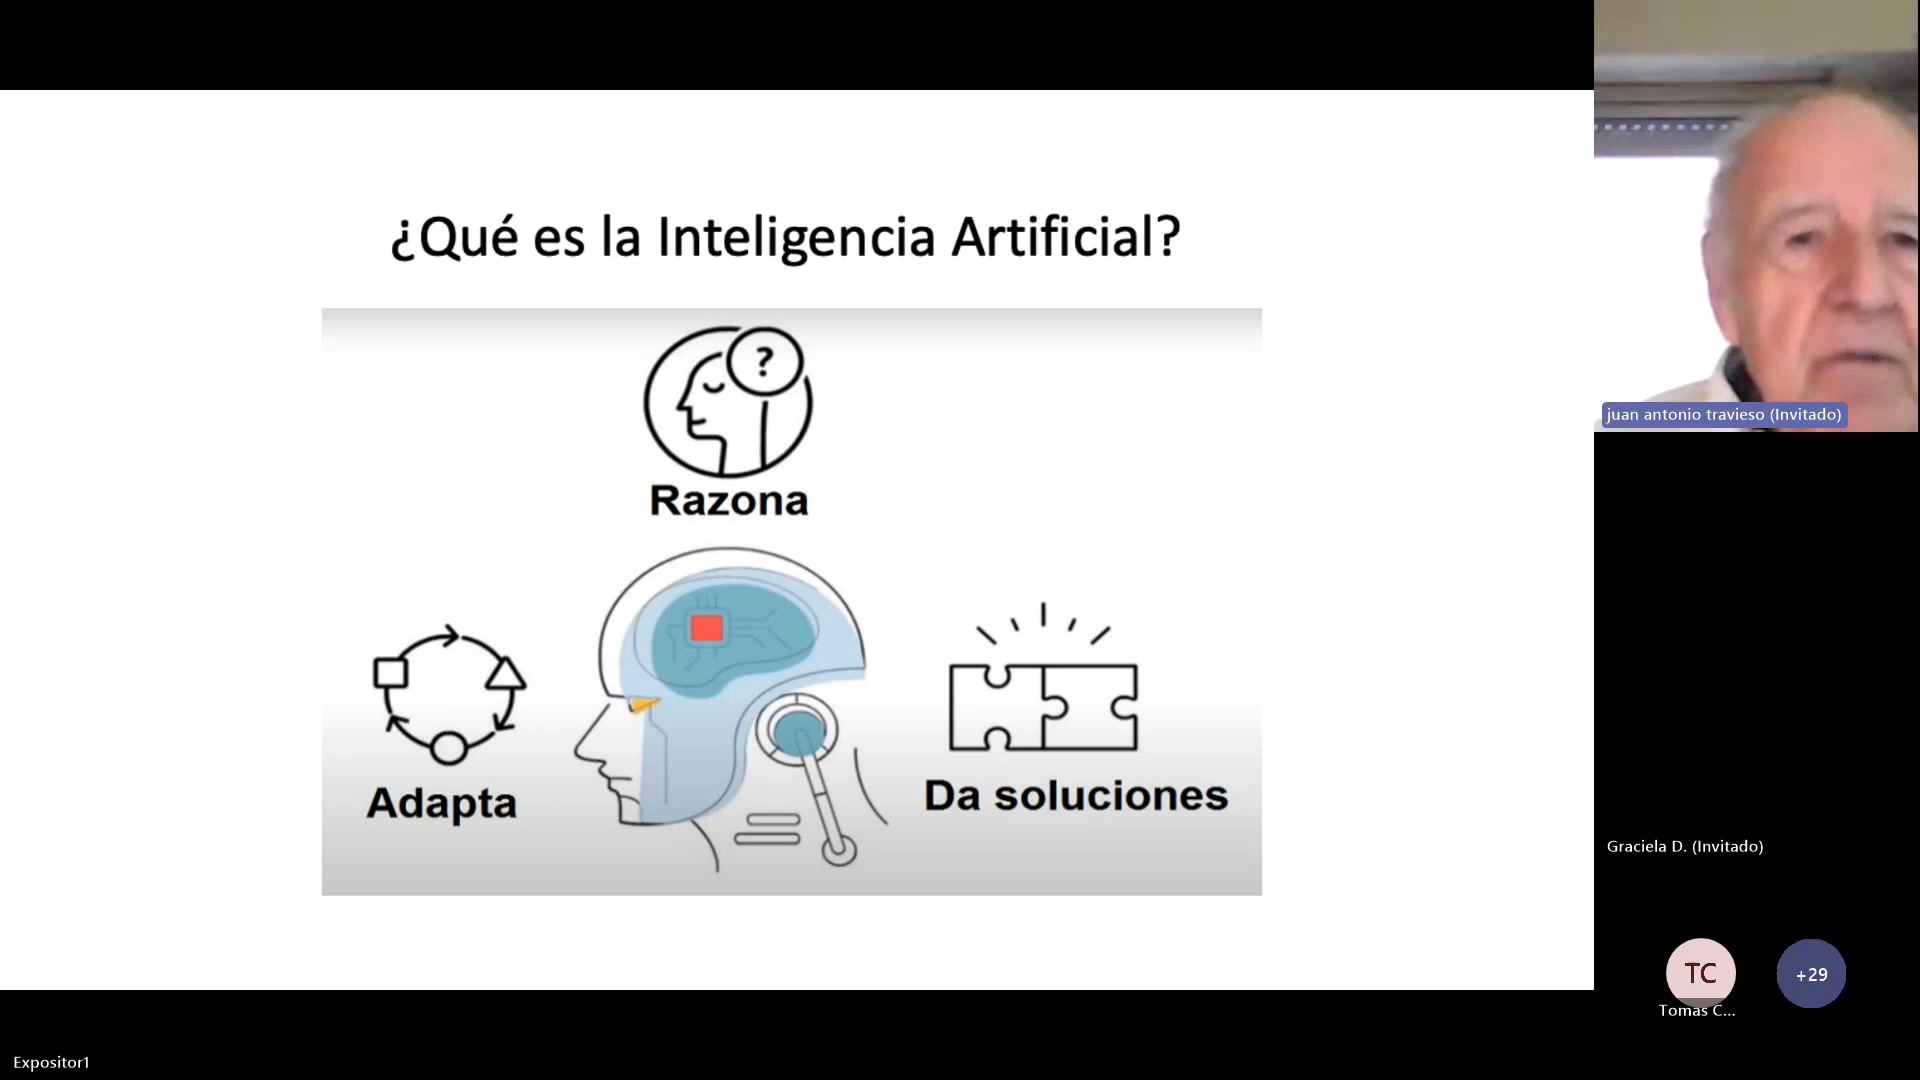 ¿Qué es la Inteligencia Artificial?
?
Razona
Adapta
Da soluciones
juan antonio travieso (Invitado)
Graciela D. (Invitado)
TC
+29
Tomas C...
Expositor1